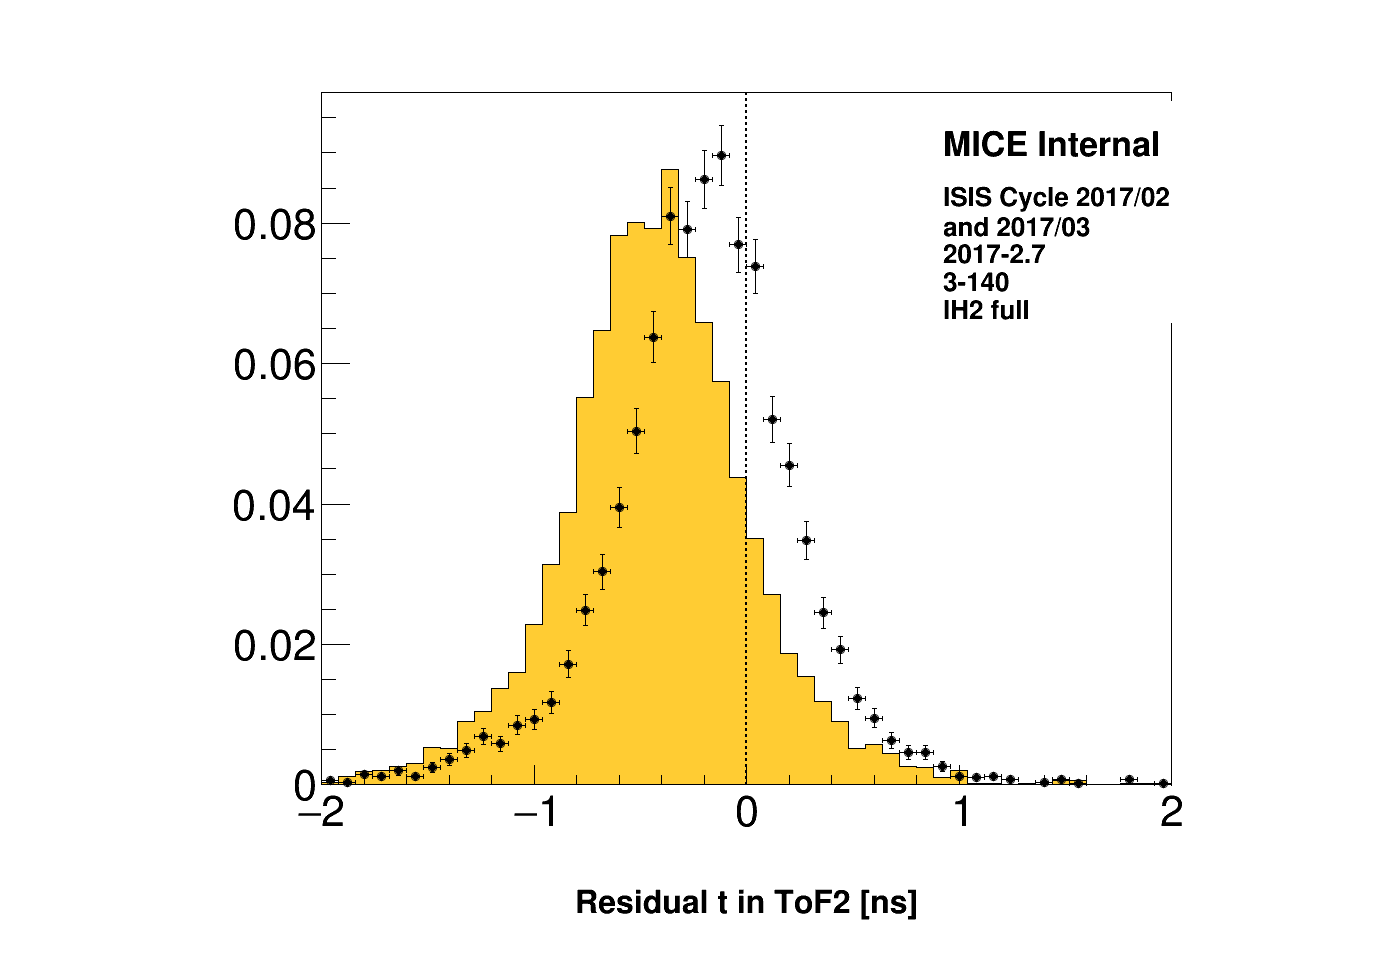 MICE Internal
ISIS Cycle 2017/02
and 2017/03
2017-2.7
3-140
lH2 full
0.08
0.06
0.04
0.02
0
−2 −1 0 1 2
Residual t in ToF2 [ns]